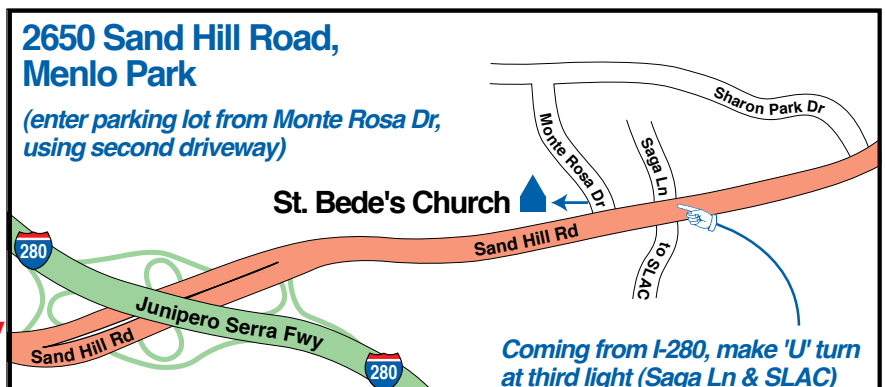 2650 Sand Hill Road,
Menlo Park
(enter parking lot from Monte Rosa Dr,
using second driveway)
Sharon Park Dr
Monte Rosa Dr
Saga Ln
St. Bede's Church
Sand Hill Rd
to SLAC
280
Junipero Serra Fwy
Sand Hill Rd
280
Coming from I-280, make 'U' turn
at third light (Saga Ln & SLAC)